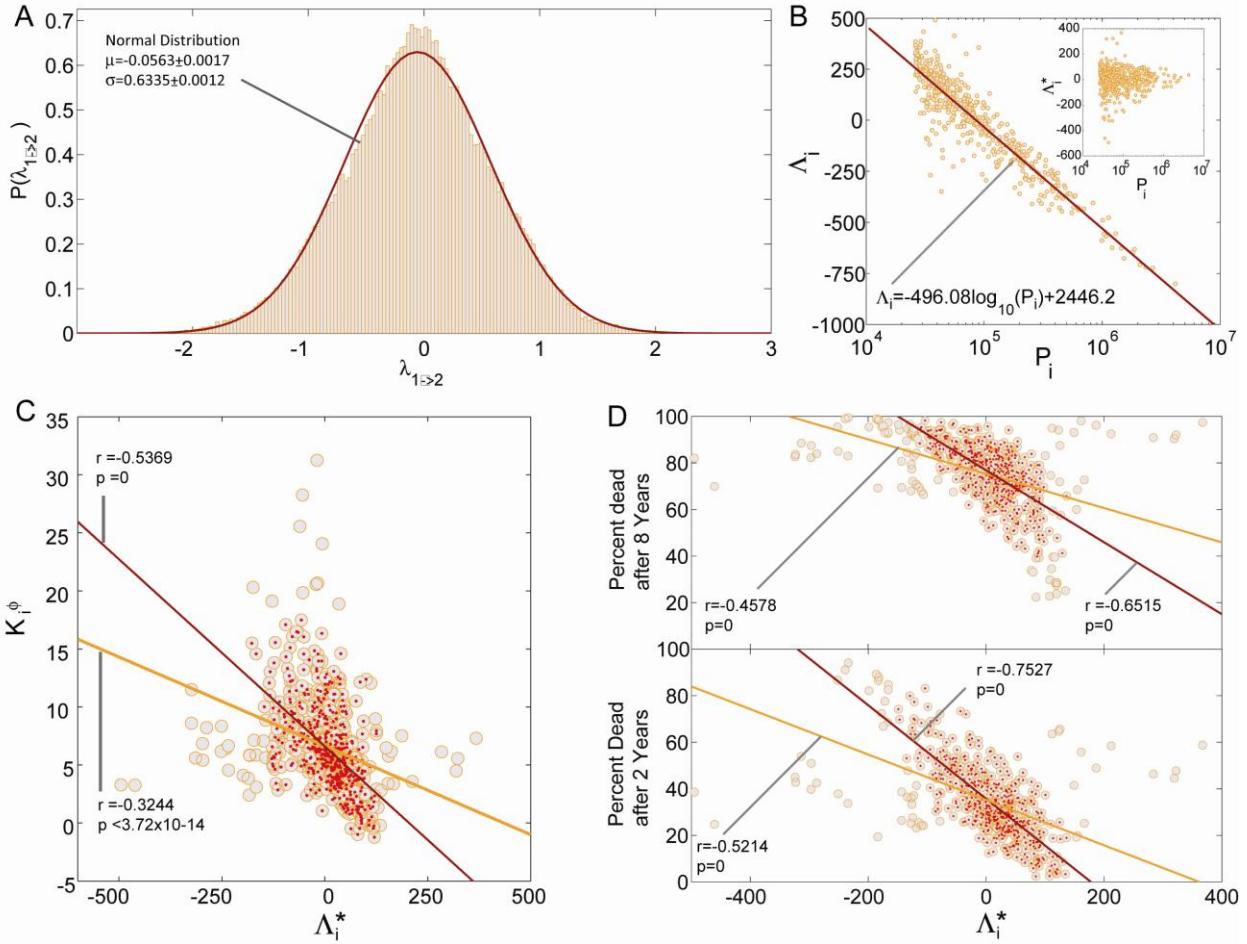 A
0.7
0.6
0.5
0.4
0.3
0.2
0.1
0
P(λ1->2)
Normal Distribution
μ=-0.0563±0.0017
σ=0.6335±0.0012
-2
-1
0
1
2
3
λ1->2
B
500
250
0
-250
-500
-750
-1000
Λi
Λi=-496.08log10(Pi)+2446.2
10^4
10^5
10^6
10^7
Pi
400
200
0
-200
-400
-600
Λi*
10^4
10^5
10^6
10^7
Pi
C
35
30
25
20
15
10
5
0
-5
Kiϕ
r =-0.5369
p =0
r =-0.3244
p <3.72x10-14
-500
-250
0
250
500
Λi*
D
100
80
60
40
20
Percent dead
after 8 Years
r=-0.4578
p=0
r=-0.6515
p=0
100
80
60
40
20
0
Percent Dead
after 2 Years
r=-0.7527
p=0
r=-0.5214
p=0
-400
-200
0
200
400
Λi*